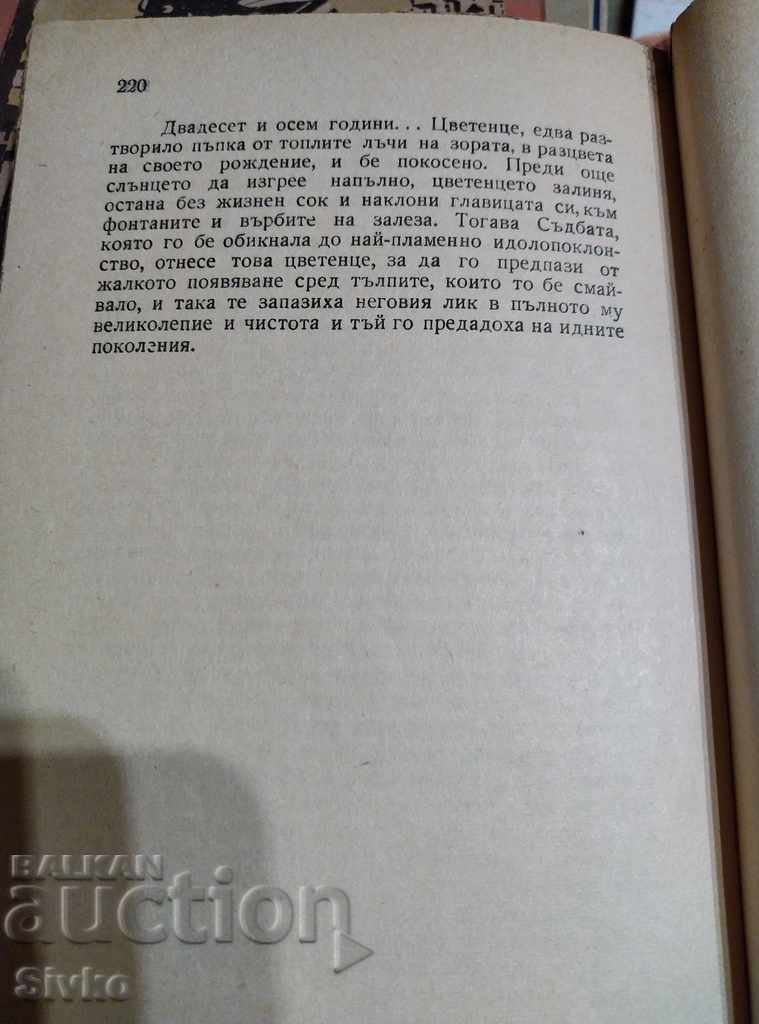 220
Двадесет и осем години... Цветенце, едва раз-
творило пъпка от топлите лъчи на зората, в разцвета
на своето рождение, и бе покосено. Преди още
слънцето да изгрее напълно, цветенцето залиня,
остана без жизнен сок и наклони главицата си, към
фонтаните и върбите на залеза. Тогава Съдбата,
която го бе обикнала до най-пламенно идолопоклон-
ство, отнесе това цветенце, за да го предпази от
жалкото появяване сред тълпите, които то бе смай-
вало, и така те запазиха неговия лик в пълното му
великолепие и чистота и тъй го предадоха на идните
поколения.
BALKAN
auction
Sivko